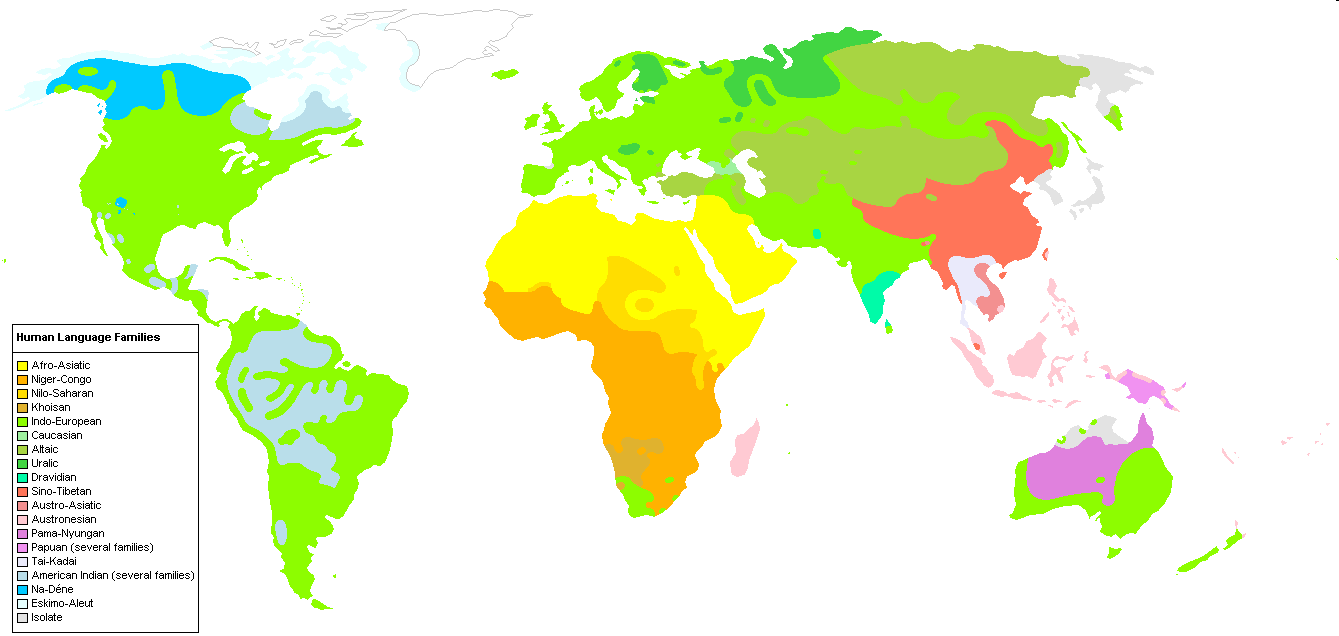 Human Language Families
Afro-Asiatic
Niger-Congo
Nilo-Saharan
Khoisan
Indo-European
Caucasian
Altaic
Uralic
Dravidian
Sino-Tibetan
Austro-Asiatic
Austronesian
Pama-Nyungan
Papuan (several families)
Tai-Kadai
American Indian (several families)
Na-Déne
Eskimo-Aleut
Isolate